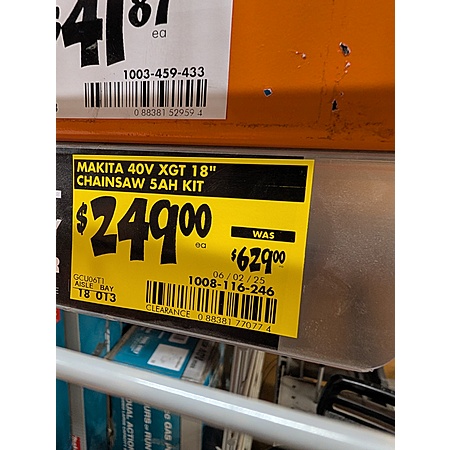 $41⁸⁷
ea
1003-459-433
0 88381 52959 4
MAKITA 40V XGT 18"
CHAINSAW 5AH KIT
$249⁰⁰
ea
WAS
$629⁰⁰
06/02/25
GCU06T1
AISLE BAY
18 013
1008-116-246
CLEARANCE 0 88381 77077 4